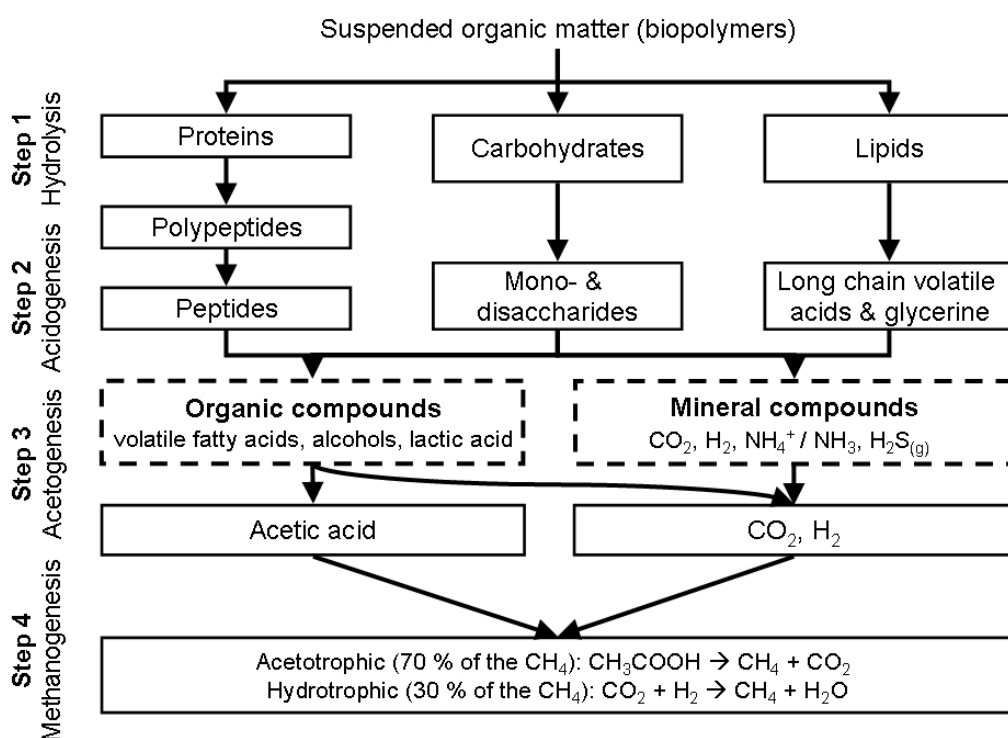 Suspended organic matter (biopolymers)
Step 1
Hydrolysis
Proteins
Carbohydrates
Lipids
Polypeptides
Step 2
Acidogenesis
Peptides
Mono- &
disaccharides
Long chain volatile
acids & glycerine
Step 3
Acetogenesis
Organic compounds
volatile fatty acids, alcohols, lactic acid
Mineral compounds
CO₂, H₂, NH₄⁺ / NH₃, H₂S₍g₎
Acetic acid
CO₂, H₂
Step 4
Methanogenesis
Acetotrophic (70 % of the CH₄): CH₃COOH → CH₄ + CO₂
Hydrotrophic (30 % of the CH₄): CO₂ + H₂ → CH₄ + H₂O